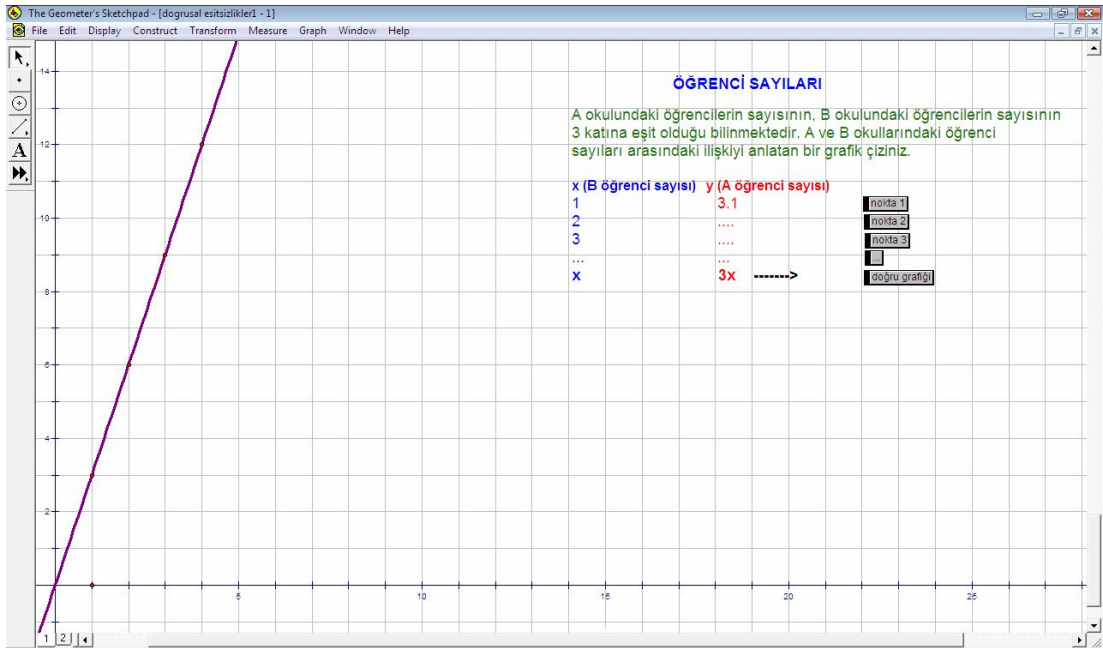 The Geometer's Sketchpad - [dogrusal esitsizlikler1 - 1]
File Edit Display Construct Transform Measure Graph Window Help
ÖĞRENCİ SAYILARI
A okulundaki öğrencilerin sayısının, B okulundaki öğrencilerin sayısının
3 katına eşit olduğu bilinmektedir. A ve B okullarındaki öğrenci
sayıları arasındaki ilişkiyi anlatan bir grafik çiziniz.
x (B öğrenci sayısı) y (A öğrenci sayısı)
1 3.1 nokta 1
2 .... nokta 2
3 .... nokta 3
... ... ...
x 3x -------> doğru grafiği
14
12
10
8
6
4
2
5 10 15 20 25
A
1 2